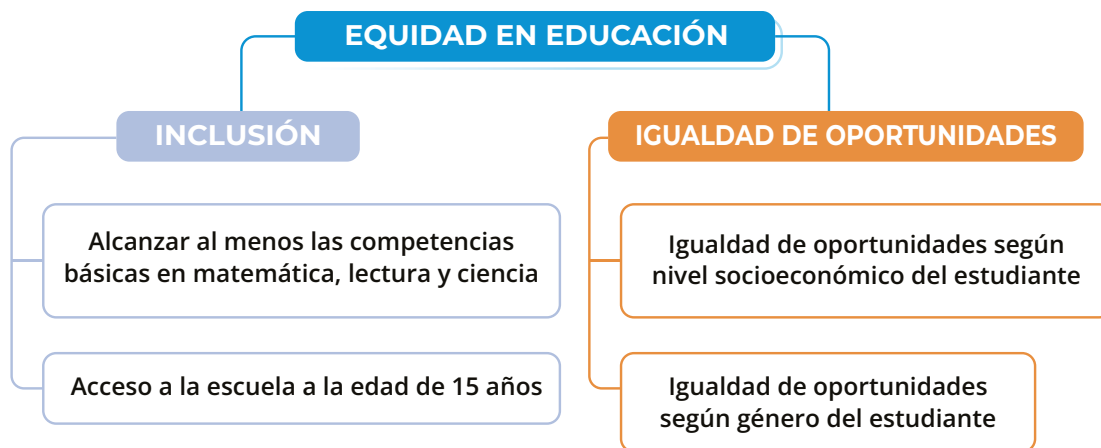 EQUIDAD EN EDUCACIÓN
INCLUSIÓN
Alcanzar al menos las competencias
básicas en matemática, lectura y ciencia
Acceso a la escuela a la edad de 15 años
IGUALDAD DE OPORTUNIDADES
Igualdad de oportunidades según
nivel socioeconómico del estudiante
Igualdad de oportunidades
según género del estudiante